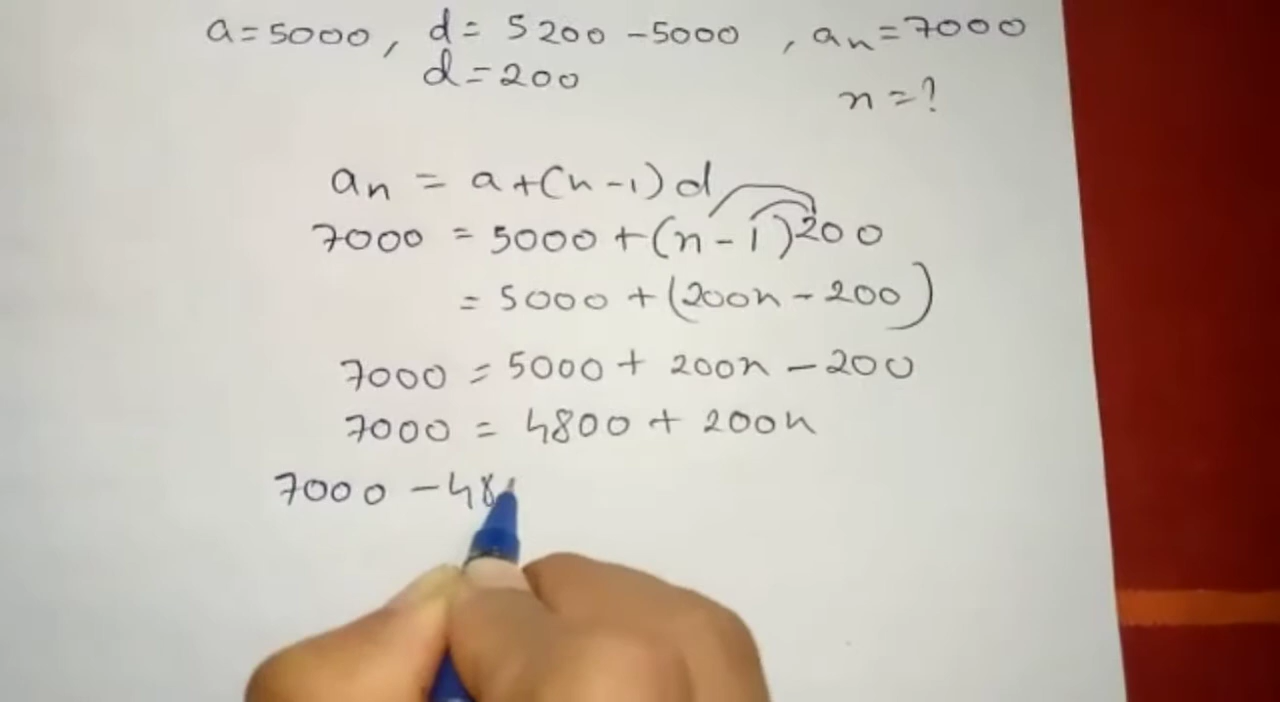 a = 5000, d = 5200 - 5000, an = 7000
d = 200
n = ?
an = a + (n - 1) d
7000 = 5000 + (n - 1) 200
= 5000 + (200n - 200)
7000 = 5000 + 200n - 200
7000 = 4800 + 200n
7000 - 48